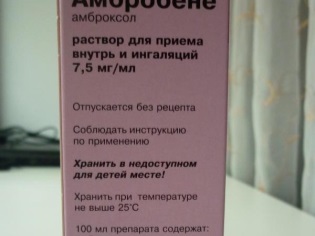 Амбробене
амброксол
раствор для приема
внутрь и ингаляций
7,5 мг/мл
Отпускается без рецепта
Соблюдать инструкцию
по применению
Хранить в недоступном
для детей месте!
Хранить при температуре
не выше 25°C
100 мл препарата содержат: